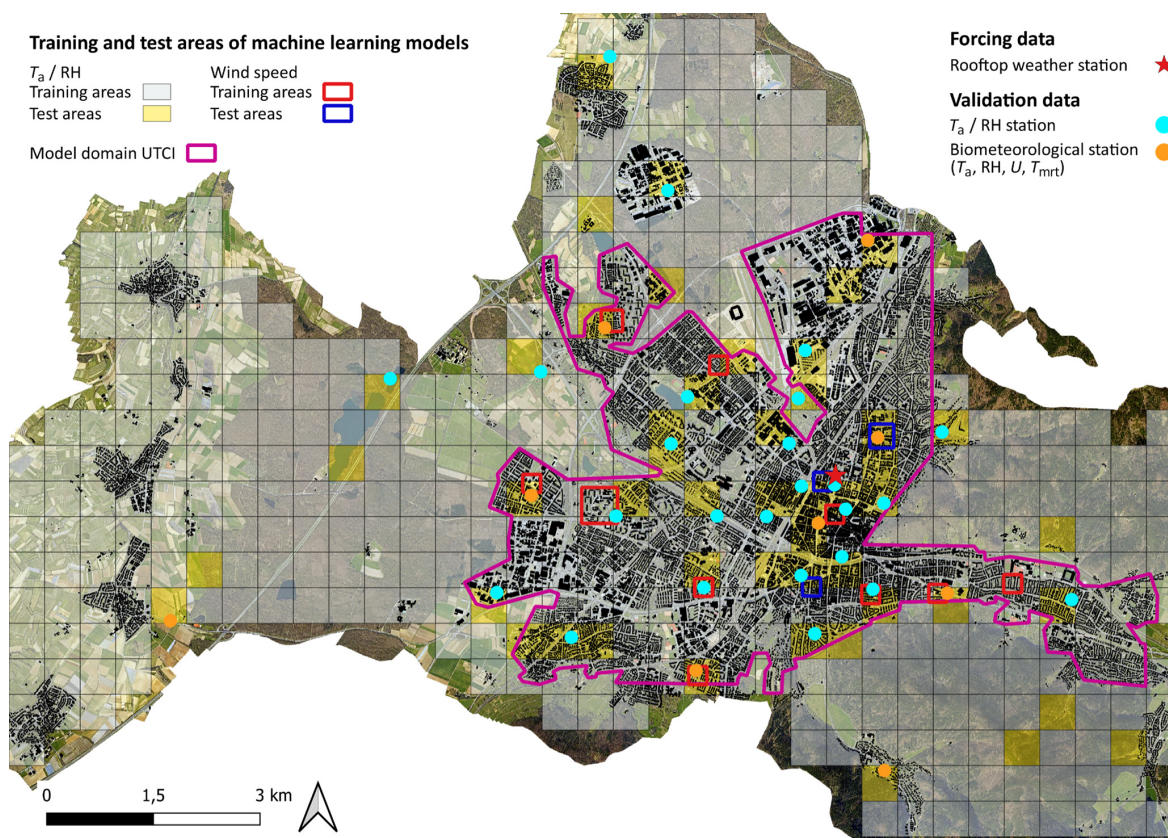 Training and test areas of machine learning models
Ta / RH
Training areas
Test areas
Wind speed
Training areas
Test areas
Model domain UTCI
Forcing data
Rooftop weather station
Validation data
Ta / RH station
Biometeorological station
(Ta, RH, U, Tmrt)
0 1,5 3 km